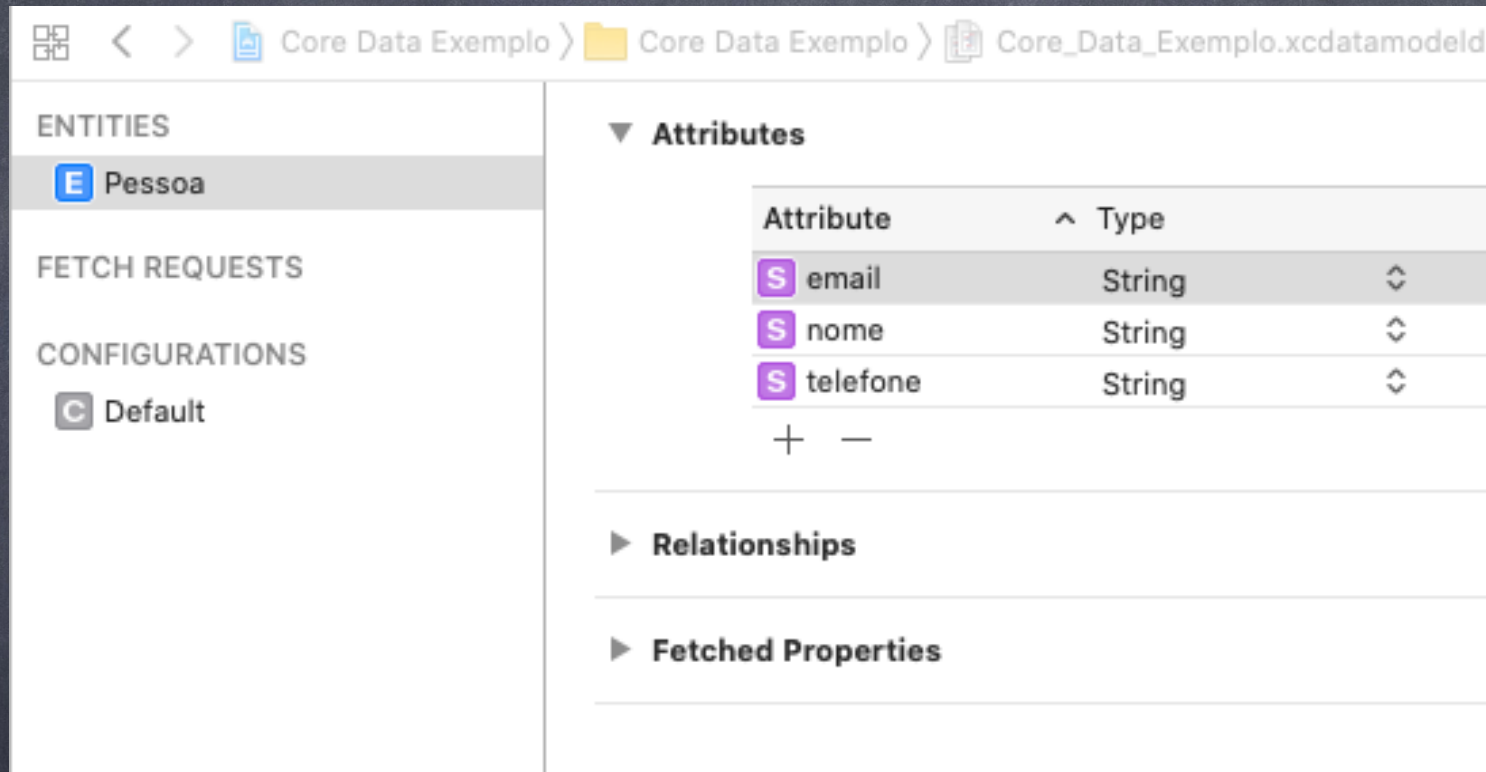 Core Data Exemplo Core Data Exemplo Core_Data_Exemplo.xcdatamodeld
ENTITIES
E Pessoa
FETCH REQUESTS
CONFIGURATIONS
C Default
Attributes
Attribute Type
S email String
S nome String
S telefone String
+ −
Relationships
Fetched Properties